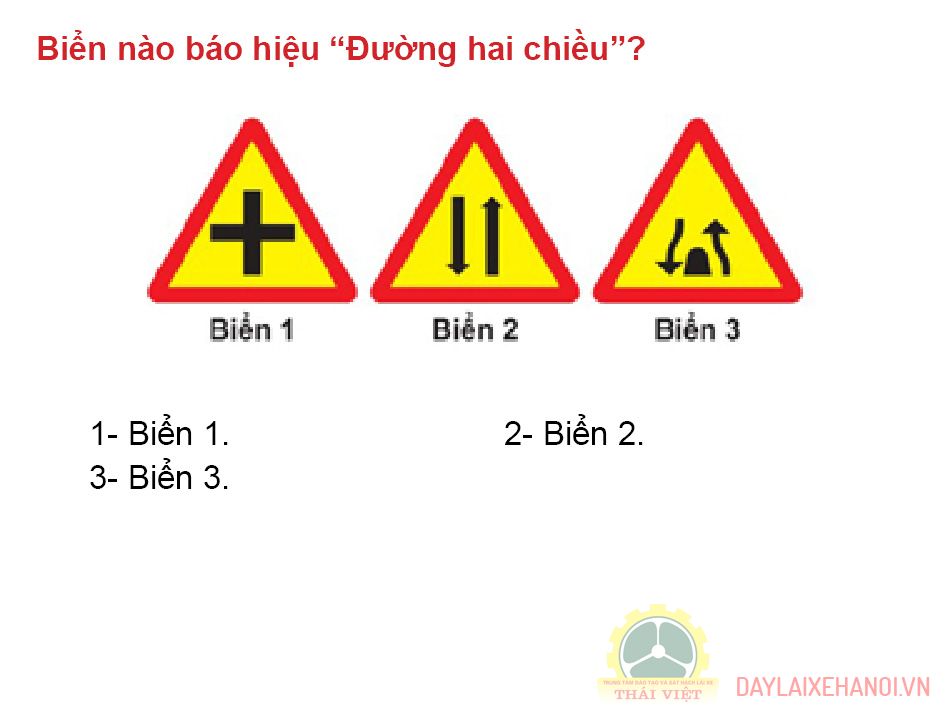 Biển nào báo hiệu “Đường hai chiều”?
Biển 1 Biển 2 Biển 3
1- Biển 1. 2- Biển 2.
3- Biển 3.
TRUNG TÂM ĐÀO TẠO VÀ SÁT HẠCH LÁI XE
THÁI VIỆT
DAYLAIXEHANOI.VN